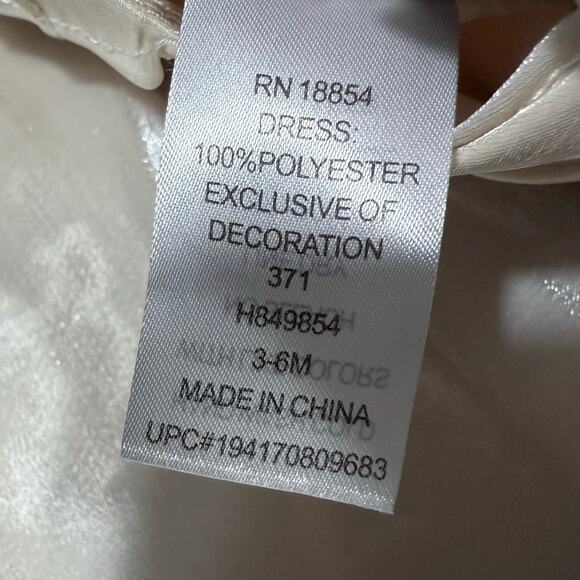 RN 18854
DRESS:
100%POLYESTER
EXCLUSIVE OF
DECORATION
371
H849854
3-6M
MADE IN CHINA
UPC#194170809683